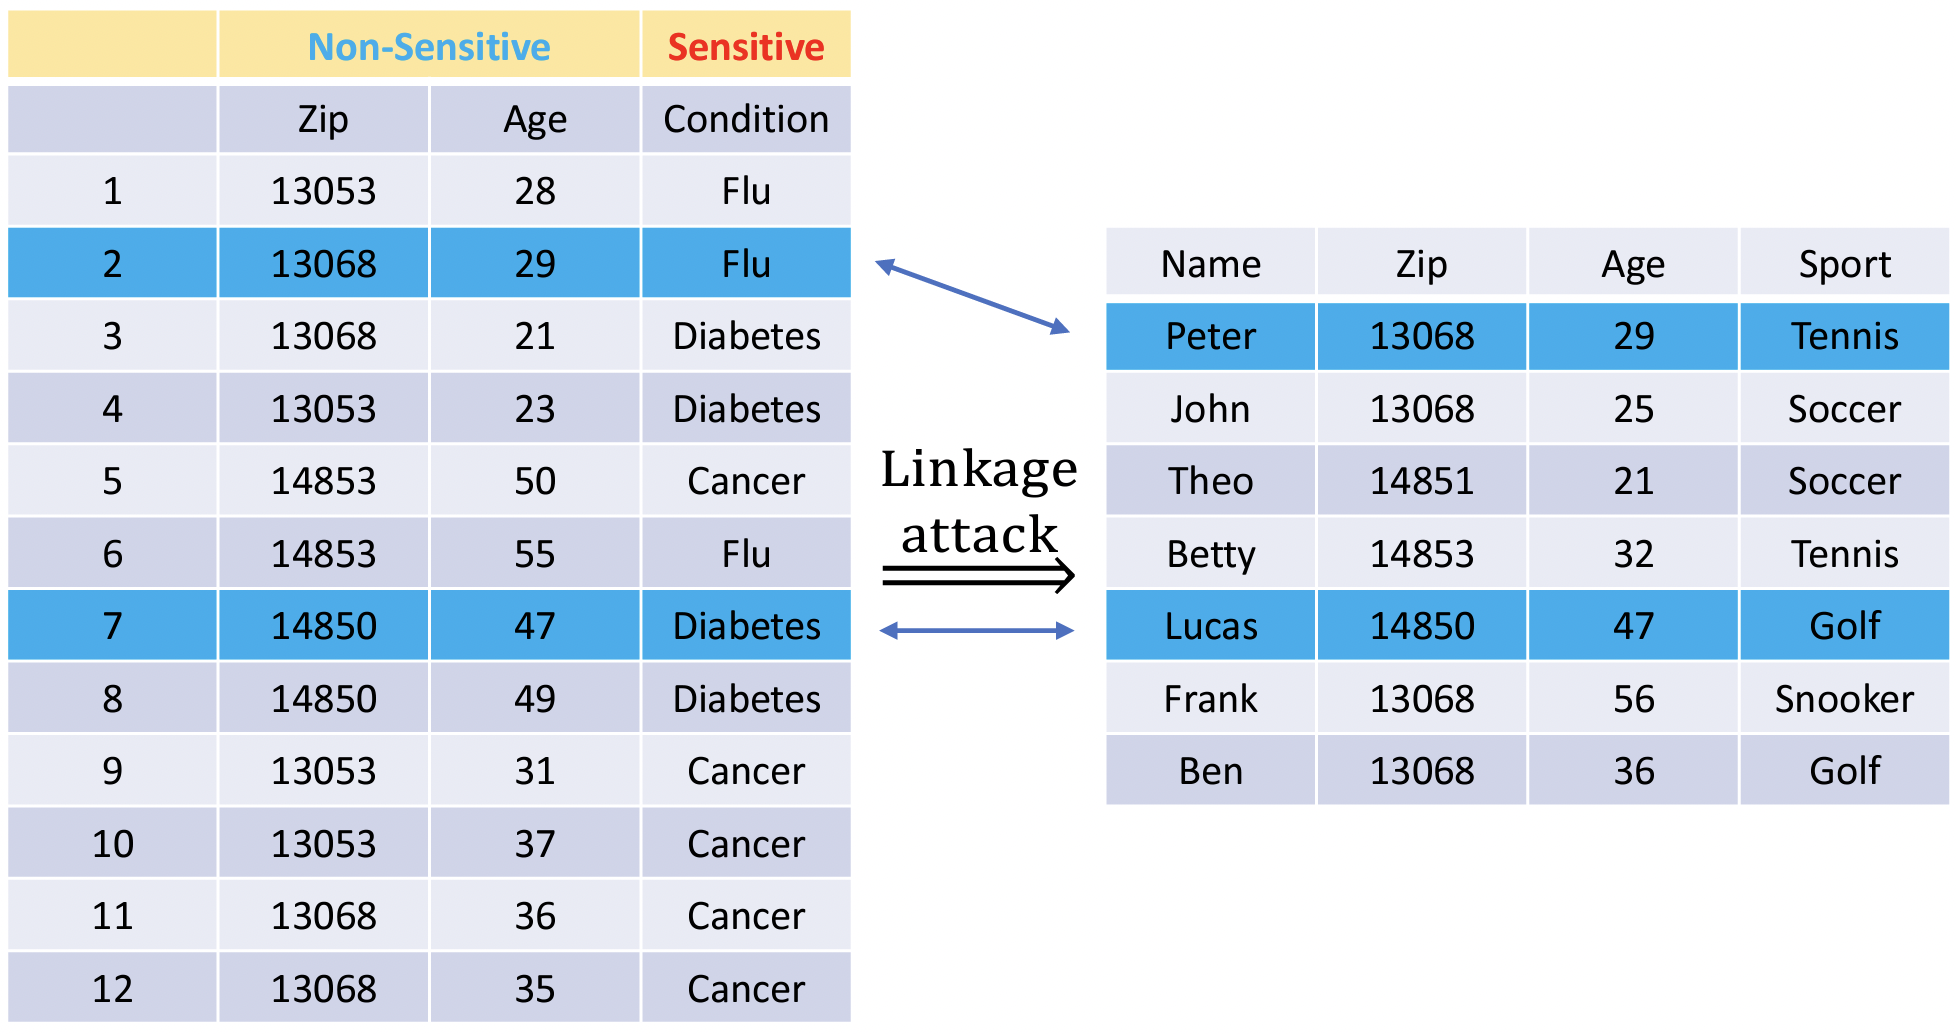 Non-Sensitive Sensitive
Zip Age Condition
1 13053 28 Flu
2 13068 29 Flu
3 13068 21 Diabetes
4 13053 23 Diabetes
5 14853 50 Cancer
6 14853 55 Flu
7 14850 47 Diabetes
8 14850 49 Diabetes
9 13053 31 Cancer
10 13053 37 Cancer
11 13068 36 Cancer
12 13068 35 Cancer
Linkage
attack
Name Zip Age Sport
Peter 13068 29 Tennis
John 13068 25 Soccer
Theo 14851 21 Soccer
Betty 14853 32 Tennis
Lucas 14850 47 Golf
Frank 13068 56 Snooker
Ben 13068 36 Golf